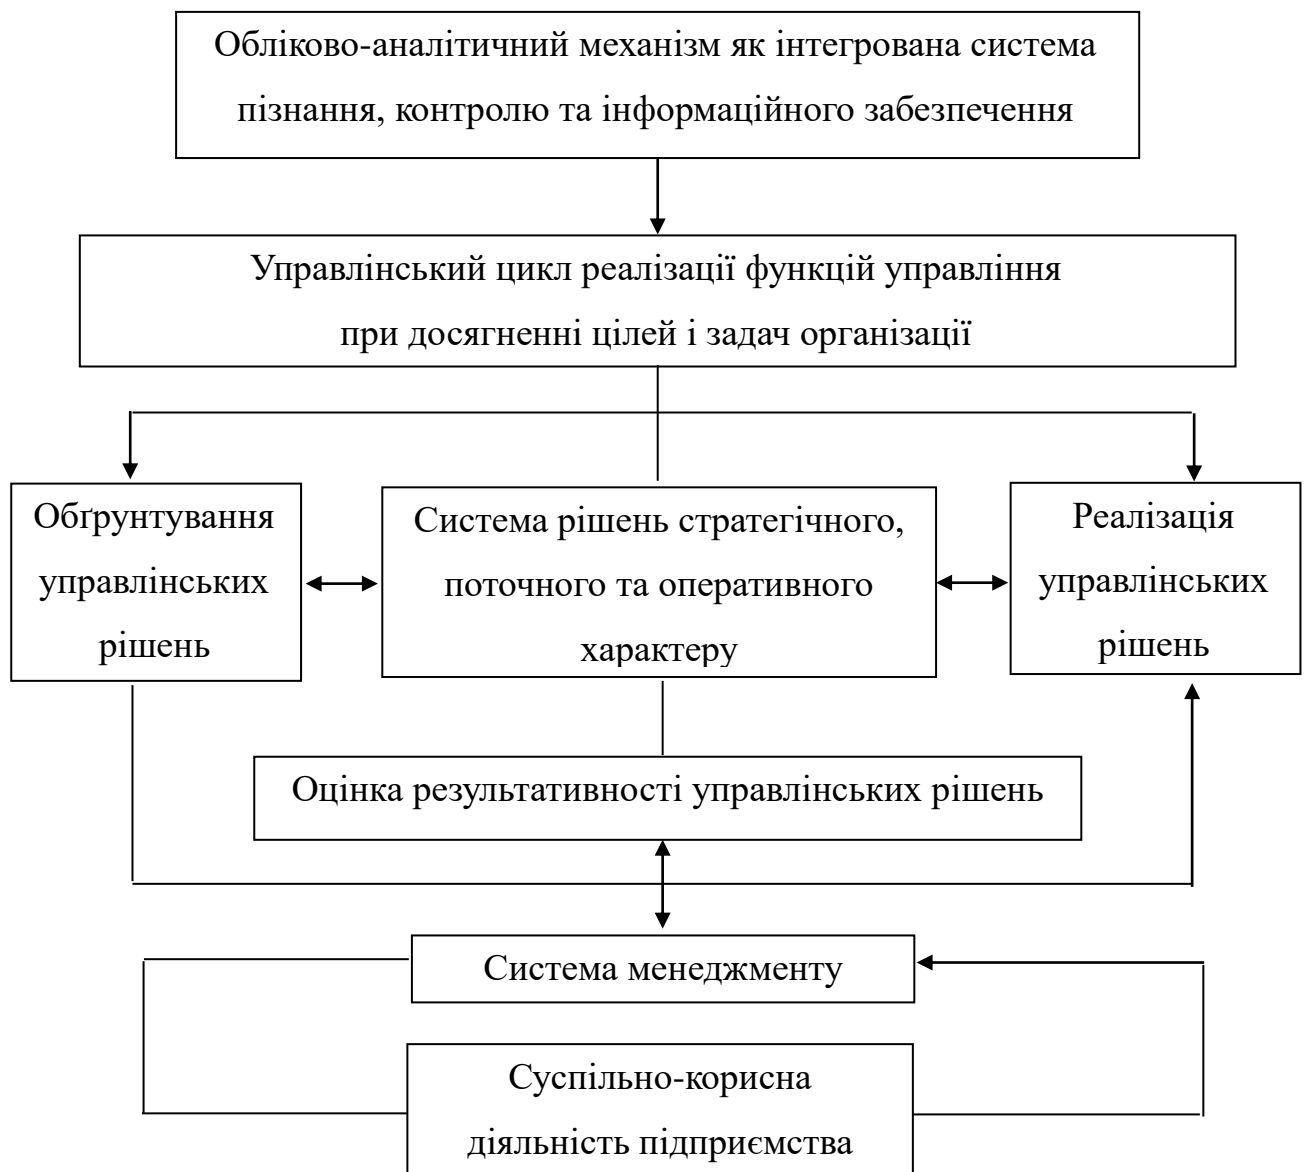 Обліково-аналітичний механізм як інтегрована система
пізнання, контролю та інформаційного забезпечення
Управлінський цикл реалізації функцій управління
при досягненні цілей і задач організації
Обґрунтування
управлінських
рішень
Система рішень стратегічного,
поточного та оперативного
характеру
Реалізація
управлінських
рішень
Оцінка результативності управлінських рішень
Система менеджменту
Суспільно-корисна
діяльність підприємства